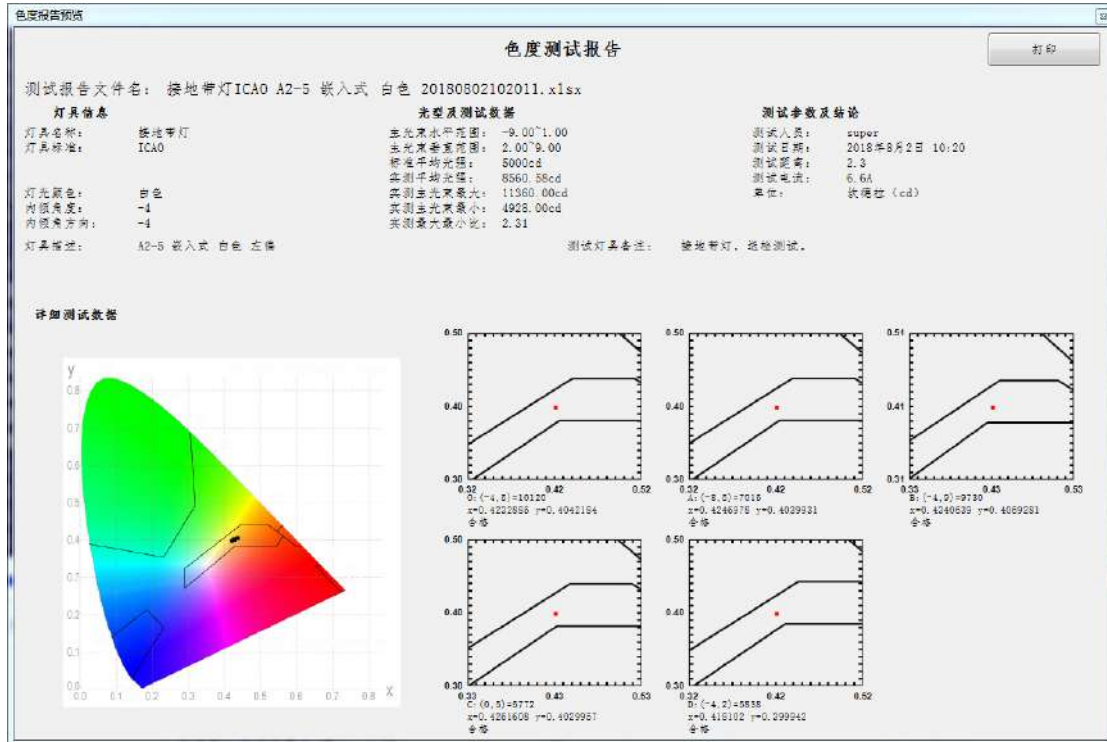 色度报告预览
色度测试报告
打印
测试报告文件名: 接地带灯ICAO A2-5 嵌入式 白色 20180802102011.xlsx
灯具信息 光型及测试数据 测试参数及结论
灯具名称: 接地带灯 主光束水平范围: -9.00~1.00 测试人员: super
灯具标准: ICAO 主光束垂直范围: 2.00~9.00 测试日期: 2018年8月2日 10:20
标准平均光强: 5000cd 测试距离: 2.3
实测平均光强: 8560.58cd 测试电流: 6.6A
灯光颜色: 白色 实测主光束最大: 11360.00cd 单位: 坎德拉(cd)
内倾角度: -4 实测主光束最小: 4928.00cd
内倾角方向: -4 实测最大最小比: 2.31
灯具描述: A2-5 嵌入式 白色 左偏 测试灯具备注: 接地带灯,巡检测试。
详细测试数据
y
0.8
0.7
0.6
0.5
0.4
0.3
0.2
0.1
0.0
0.0 0.1 0.2 0.3 0.4 0.5 0.6 0.7 0.8 X
0.50 0.50 0.51
0.40 0.40 0.41
0.30 0.30 0.31
0.32 0.42 0.52 0.32 0.42 0.52 0.33 0.43 0.53
O:(-4,5)=10120 A:(-8,5)=7015 B:(-4,9)=9730
y=0.4042154 x=0.4246975 y=0.4039931 y=0.4089281
合格 合格 合格
0.50 0.50
0.40 0.40
0.30 0.30
0.33 0.43 0.53 0.32 0.42 0.52
C:(0,5)=5772 D:(-4,2)=5838
y=0.4029957 y=0.399942
合格 合格